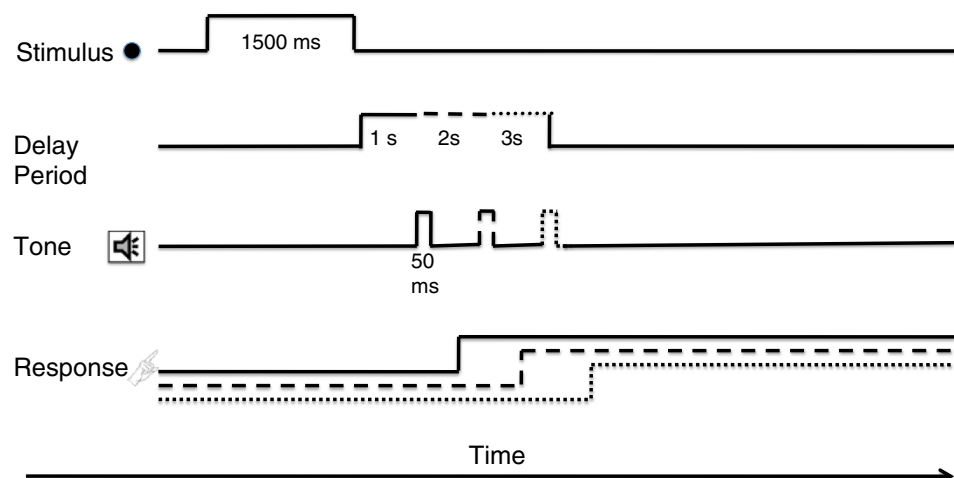 1500 ms
Stimulus
1 s 2s 3s
Delay
Period
Tone
50
ms
Response
Time